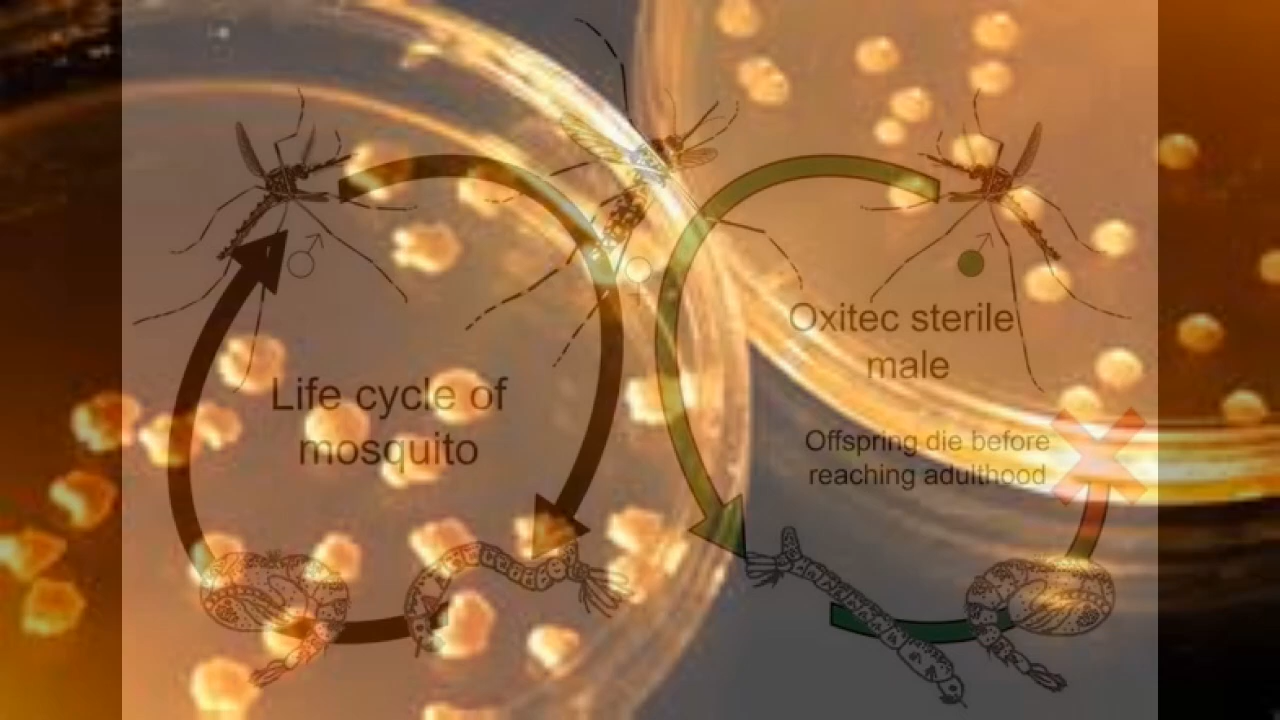 Life cycle of
mosquito
Oxitec sterile
male
Offspring die before
reaching adulthood